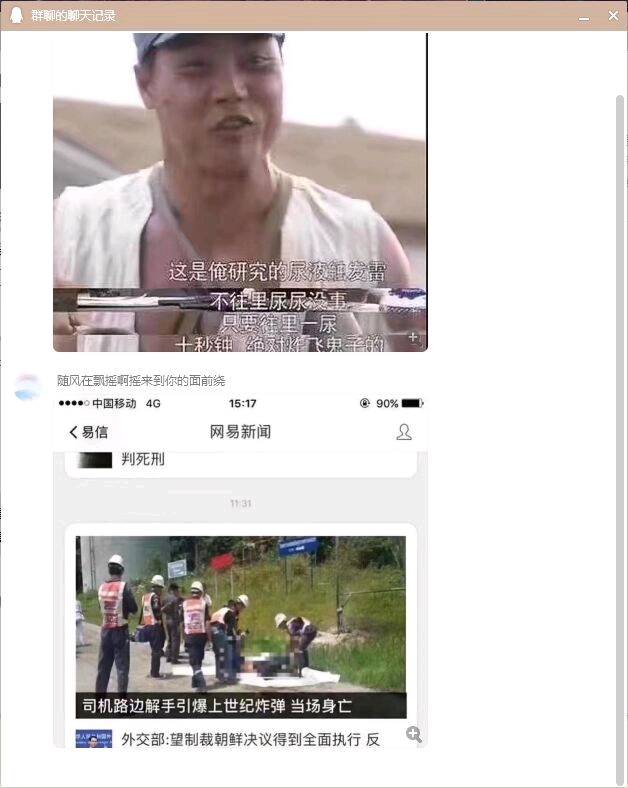 群聊的聊天记录
这是俺研究的尿液触发雷
不往里尿尿没事
只要往里一尿
十秒钟 绝对炸飞鬼子的
随风在飘摇啊摇来到你的面前绕
中国移动 4G 15:17 90%
易信 网易新闻
判死刑
11:31
司机路边解手引爆上世纪炸弹 当场身亡
外交部:望制裁朝鲜决议得到全面执行 反